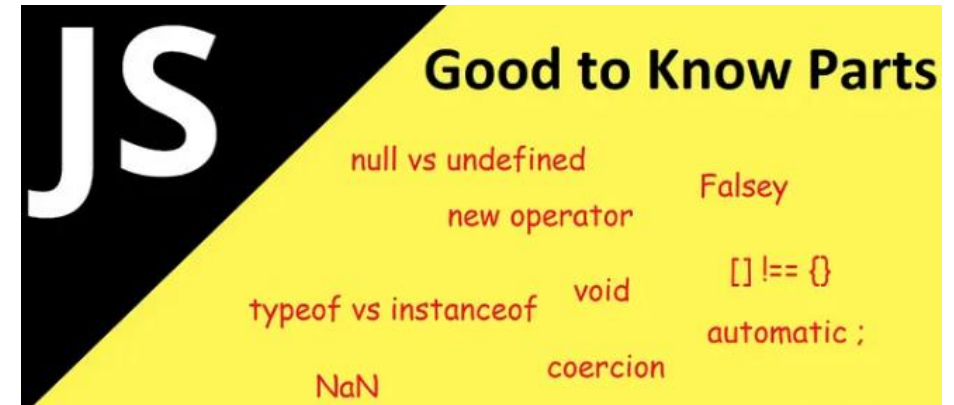 JS
Good to Know Parts
null vs undefined
Falsey
new operator
[] !== {}
void
typeof vs instanceof
automatic ;
coercion
NaN